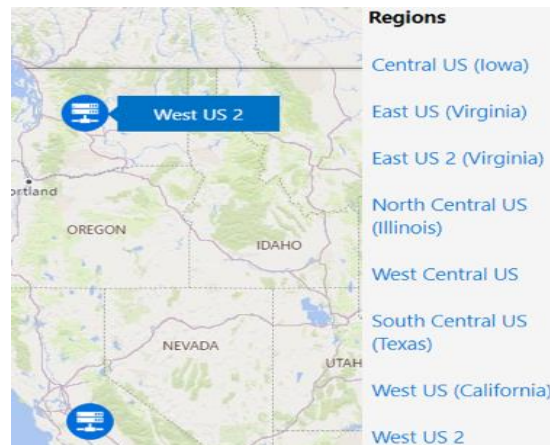 West US 2
ortland
OREGON
IDAHO
NEVADA
UTAH
Regions
Central US (Iowa)
East US (Virginia)
East US 2 (Virginia)
North Central US
(Illinois)
West Central US
South Central US
(Texas)
West US (California)
West US 2